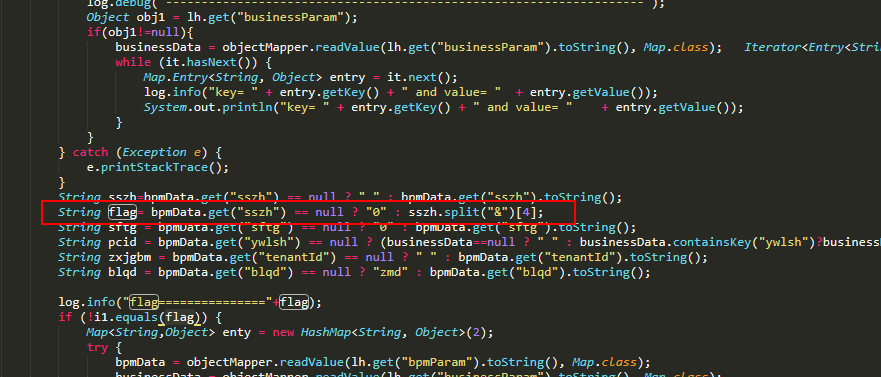 log.debug("------------------------------------------------------------");
Object obj1 = lh.get("businessParam");
if(obj1!=null){
businessData = objectMapper.readValue(lh.get("businessParam").toString(), Map.class);   Iterator<Entry<Stri
while (it.hasNext()) {
Map.Entry<String, Object> entry = it.next();
log.info("key= " + entry.getKey() + " and value= "  + entry.getValue());
System.out.println("key= " + entry.getKey() + " and value= "    + entry.getValue());
}
}
} catch (Exception e) {
e.printStackTrace();
}
String sszh=bpmData.get("sszh") == null ? " " : bpmData.get("sszh").toString();
String flag= bpmData.get("sszh") == null ? "0" : sszh.split("&")[4];
String sftg = bpmData.get("sftg") == null ? "0" : bpmData.get("sftg").toString();
String pcid = bpmData.get("ywlsh") == null ? (businessData==null ? " " : businessData.containsKey("ywlsh")?business
String zxjgbm = bpmData.get("tenantId") == null ? " " : bpmData.get("tenantId").toString();
String blqd = bpmData.get("blqd") == null ? "zmd" : bpmData.get("blqd").toString();
log.info("flag==============="+flag);
if (!i1.equals(flag)) {
Map<String,Object> enty = new HashMap<String, Object>(2);
try {
bpmData = objectMapper.readValue(lh.get("bpmParam").toString(), Map.class);